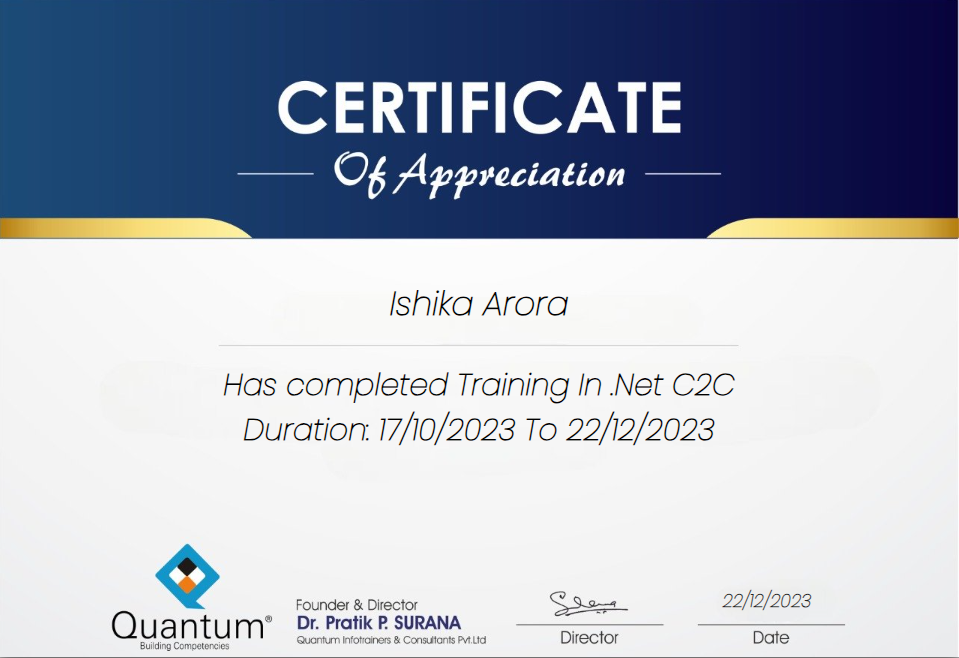 CERTIFICATE
Of Appreciation
Ishika Arora
Has completed Training In .Net C2C
Duration: 17/10/2023 To 22/12/2023
Quantum®
Building Competencies
Founder & Director
Dr. Pratik P. SURANA
Quantum Infotrainers & Consultants Pvt.Ltd
Director
22/12/2023
Date